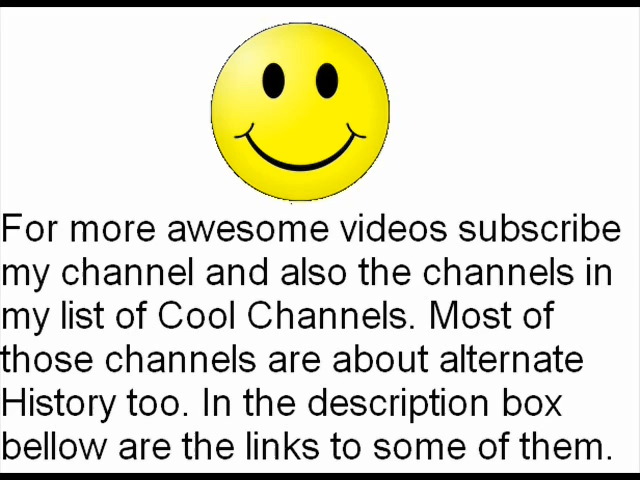 For more awesome videos subscribe
my channel and also the channels in
my list of Cool Channels. Most of
those channels are about alternate
History too. In the description box
bellow are the links to some of them.